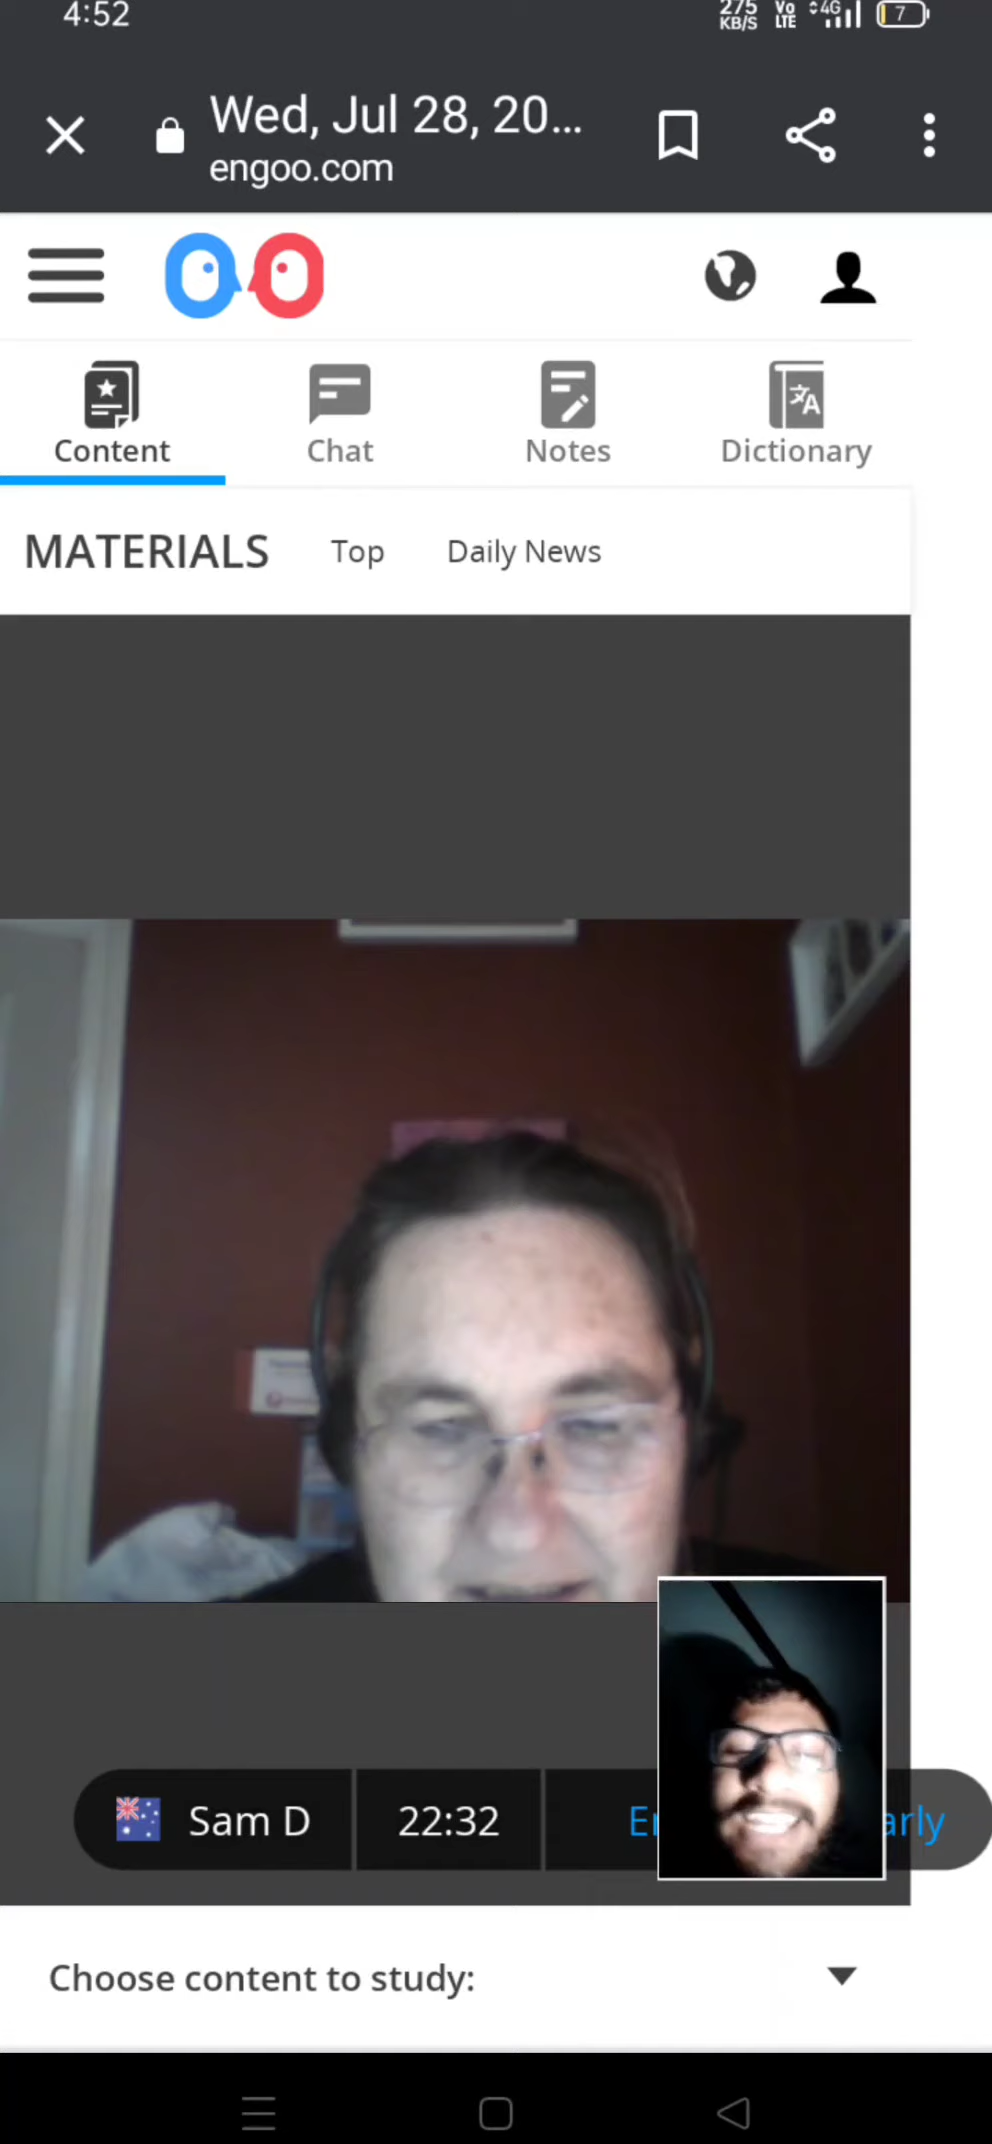 4:52
275
KB/S
Vo
LTE
4G
7
Wed, Jul 28, 20...
engoo.com
Content
Chat
Notes
Dictionary
MATERIALS
Top
Daily News
Sam D
22:32
Choose content to study: